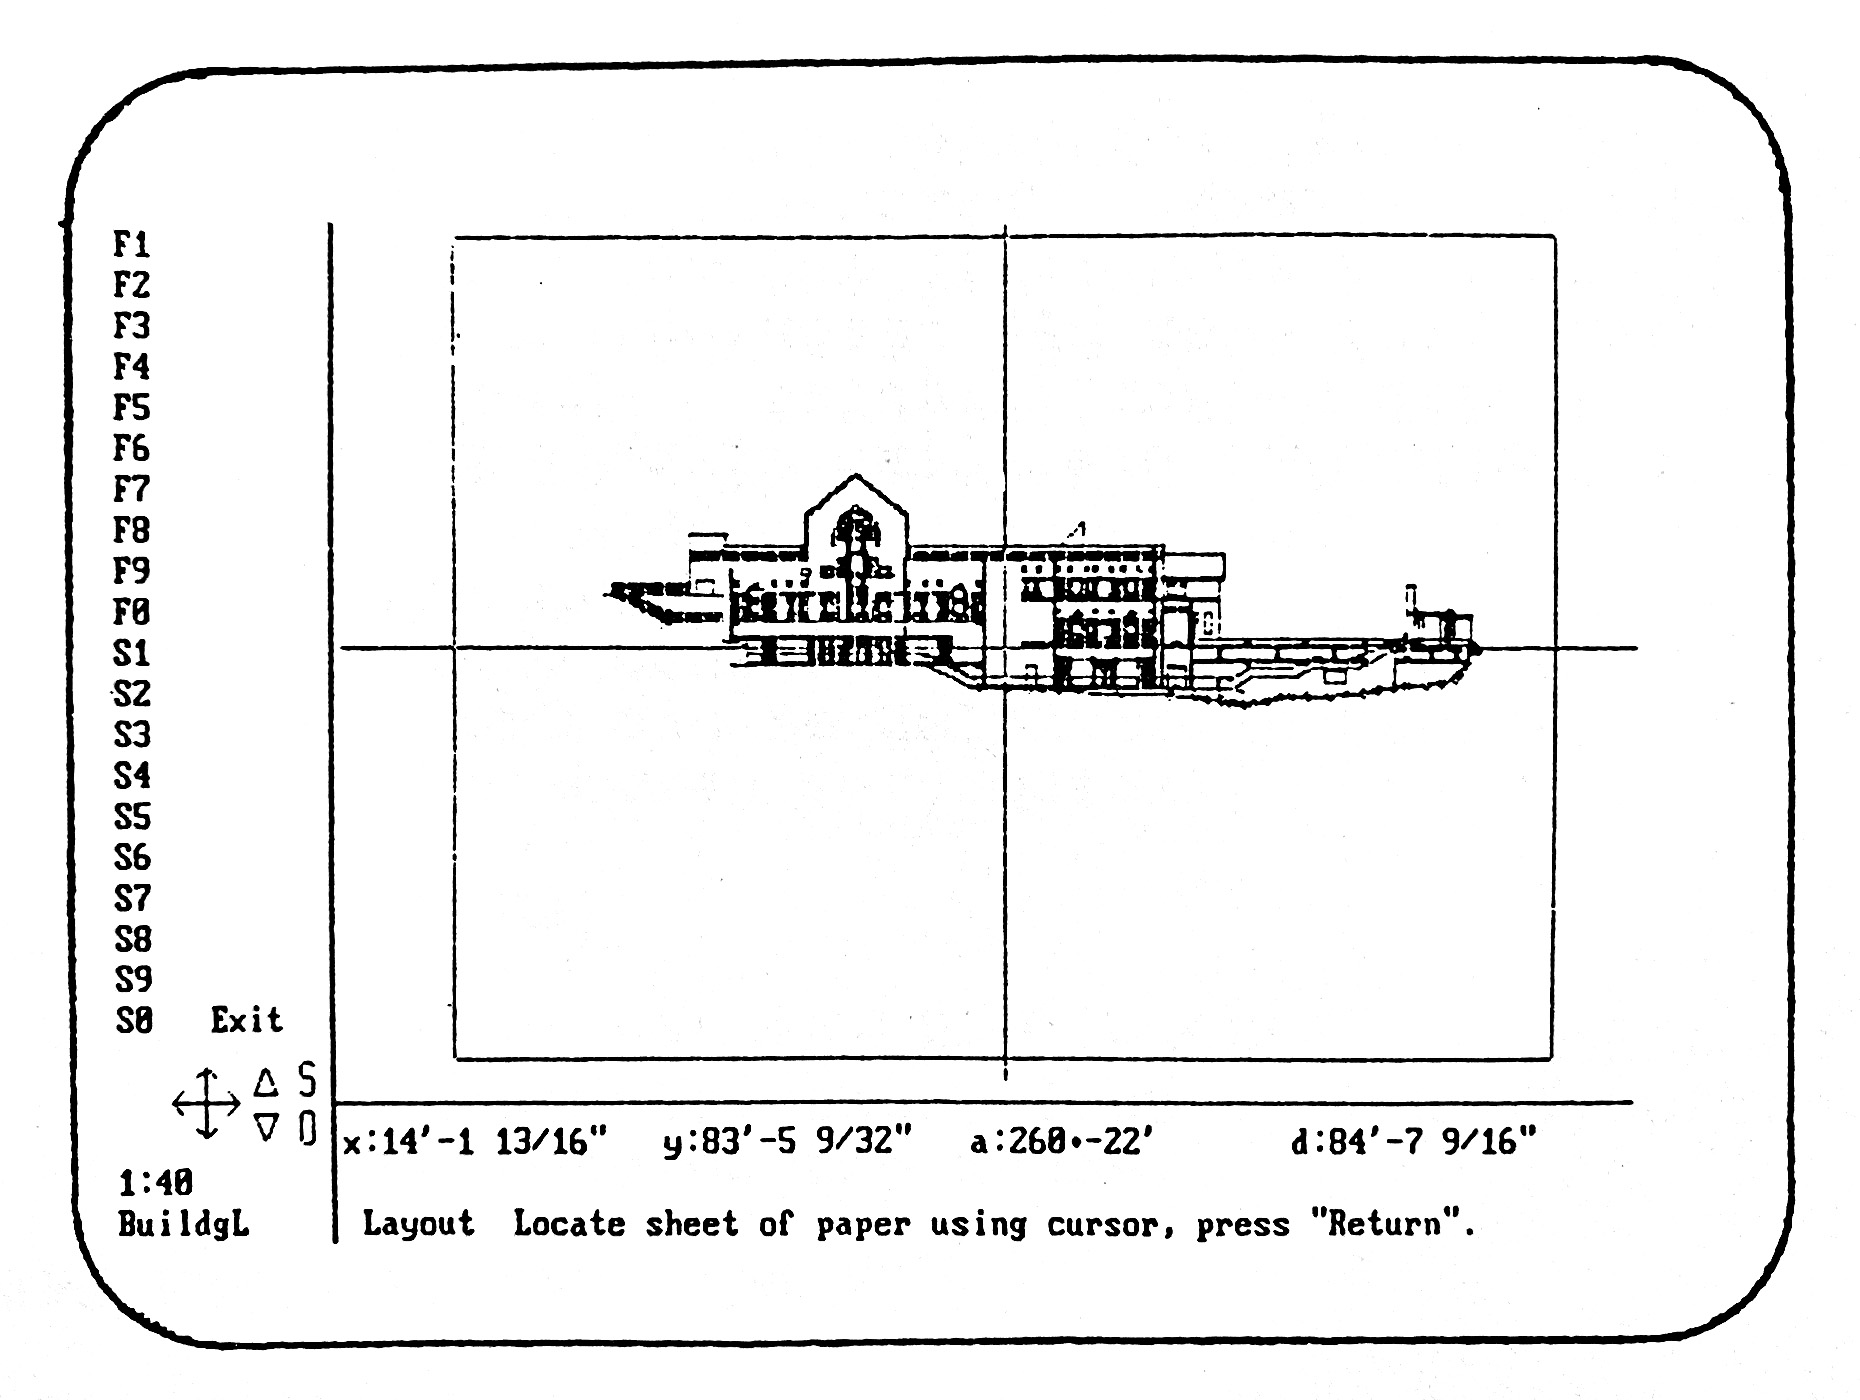 F1
F2
F3
F4
F5
F6
F7
F8
F9
F0
S1
S2
S3
S4
S5
S6
S7
S8
S9
S0 Exit
S
O
x:14'-1 13/16" y:83'-5 9/32" a:260•-22' d:84'-7 9/16"
1:40
BuildgL Layout Locate sheet of paper using cursor, press "Return".